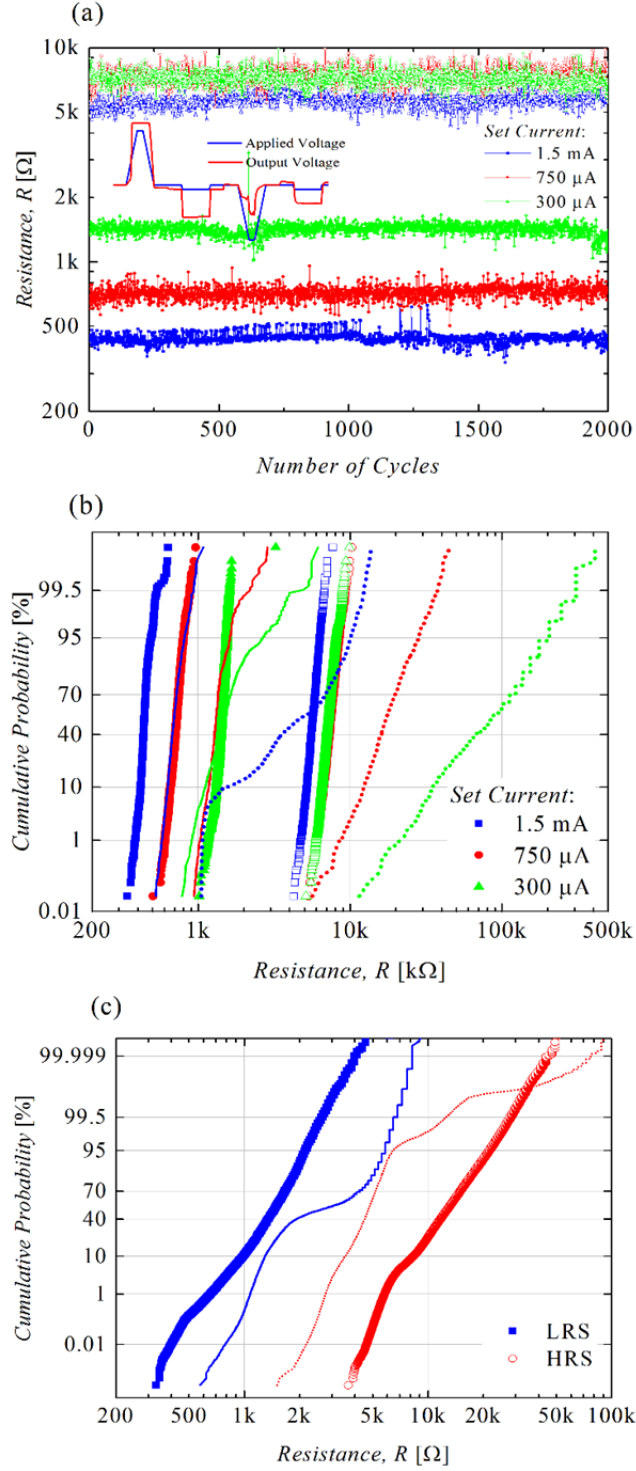 (a)
10k
5k
2k
1k
500
200
Resistance, R [Ω]
Applied Voltage
Output Voltage
Set Current:
1.5 mA
750 µA
300 µA
0 500 1000 1500 2000
Number of Cycles
(b)
99.5
95
70
40
10
1
0.01
Cumulative Probability [%]
Set Current:
1.5 mA
750 µA
300 µA
200 1k 10k 100k 500k
Resistance, R [kΩ]
(c)
99.999
99.5
95
70
40
10
1
0.01
Cumulative Probability [%]
LRS
HRS
200 500 1k 2k 5k 10k 20k 50k 100k
Resistance, R [Ω]